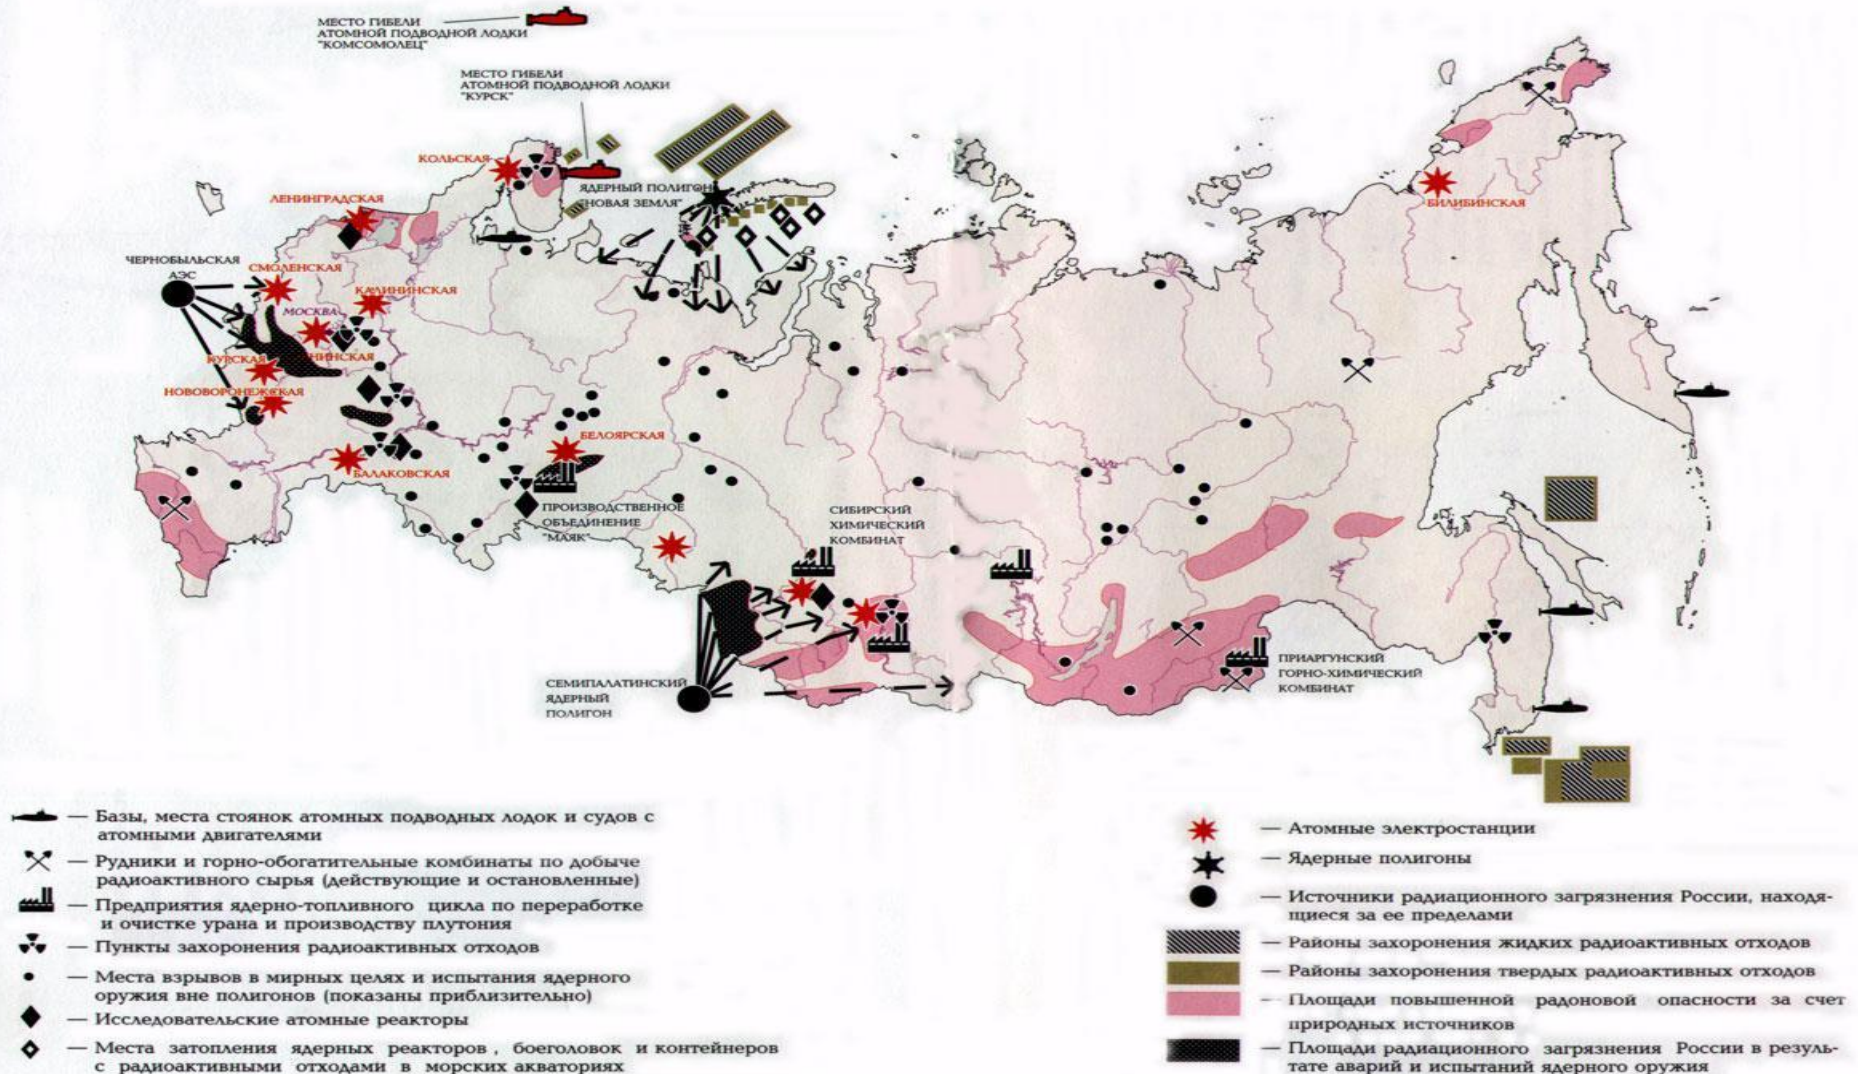 МЕСТО ГИБЕЛИ
АТОМНОЙ ПОДВОДНОЙ ЛОДКИ
"КОМСОМОЛЕЦ"
МЕСТО ГИБЕЛИ
АТОМНОЙ ПОДВОДНОЙ ЛОДКИ
"КУРСК"
КОЛЬСКАЯ
ЯДЕРНЫЙ ПОЛИГОН
"НОВАЯ ЗЕМЛЯ"
ЛЕНИНГРАДСКАЯ
БИЛИБИНСКАЯ
ЧЕРНОБЫЛЬСКАЯ
АЭС
СМОЛЕНСКАЯ
КАЛИНИНСКАЯ
МОСКВА
КУРСКАЯ
НОВОВОРОНЕЖСКАЯ
БЕЛОЯРСКАЯ
БАЛАКОВСКАЯ
ПРОИЗВОДСТВЕННОЕ
ОБЪЕДИНЕНИЕ
"МАЯК"
СИБИРСКИЙ
ХИМИЧЕСКИЙ
КОМБИНАТ
СЕМИПАЛАТИНСКИЙ
ЯДЕРНЫЙ
ПОЛИГОН
ПРИАРГУНСКИЙ
ГОРНО-ХИМИЧЕСКИЙ
КОМБИНАТ
— Базы, места стоянок атомных подводных лодок и судов с
атомными двигателями
— Рудники и горно-обогатительные комбинаты по добыче
радиоактивного сырья (действующие и остановленные)
— Предприятия ядерно-топливного цикла по переработке
и очистке урана и производству плутония
— Пункты захоронения радиоактивных отходов
— Места взрывов в мирных целях и испытания ядерного
оружия вне полигонов (показаны приблизительно)
— Исследовательские атомные реакторы
— Места затопления ядерных реакторов , боеголовок и контейнеров
с радиоактивными отходами в морских акваториях
— Атомные электростанции
— Ядерные полигоны
— Источники радиационного загрязнения России, находя-
щиеся за ее пределами
— Районы захоронения жидких радиоактивных отходов
— Районы захоронения твердых радиоактивных отходов
— Площади повышенной радоновой опасности за счет
природных источников
— Площади радиационного загрязнения России в резуль-
тате аварий и испытаний ядерного оружия